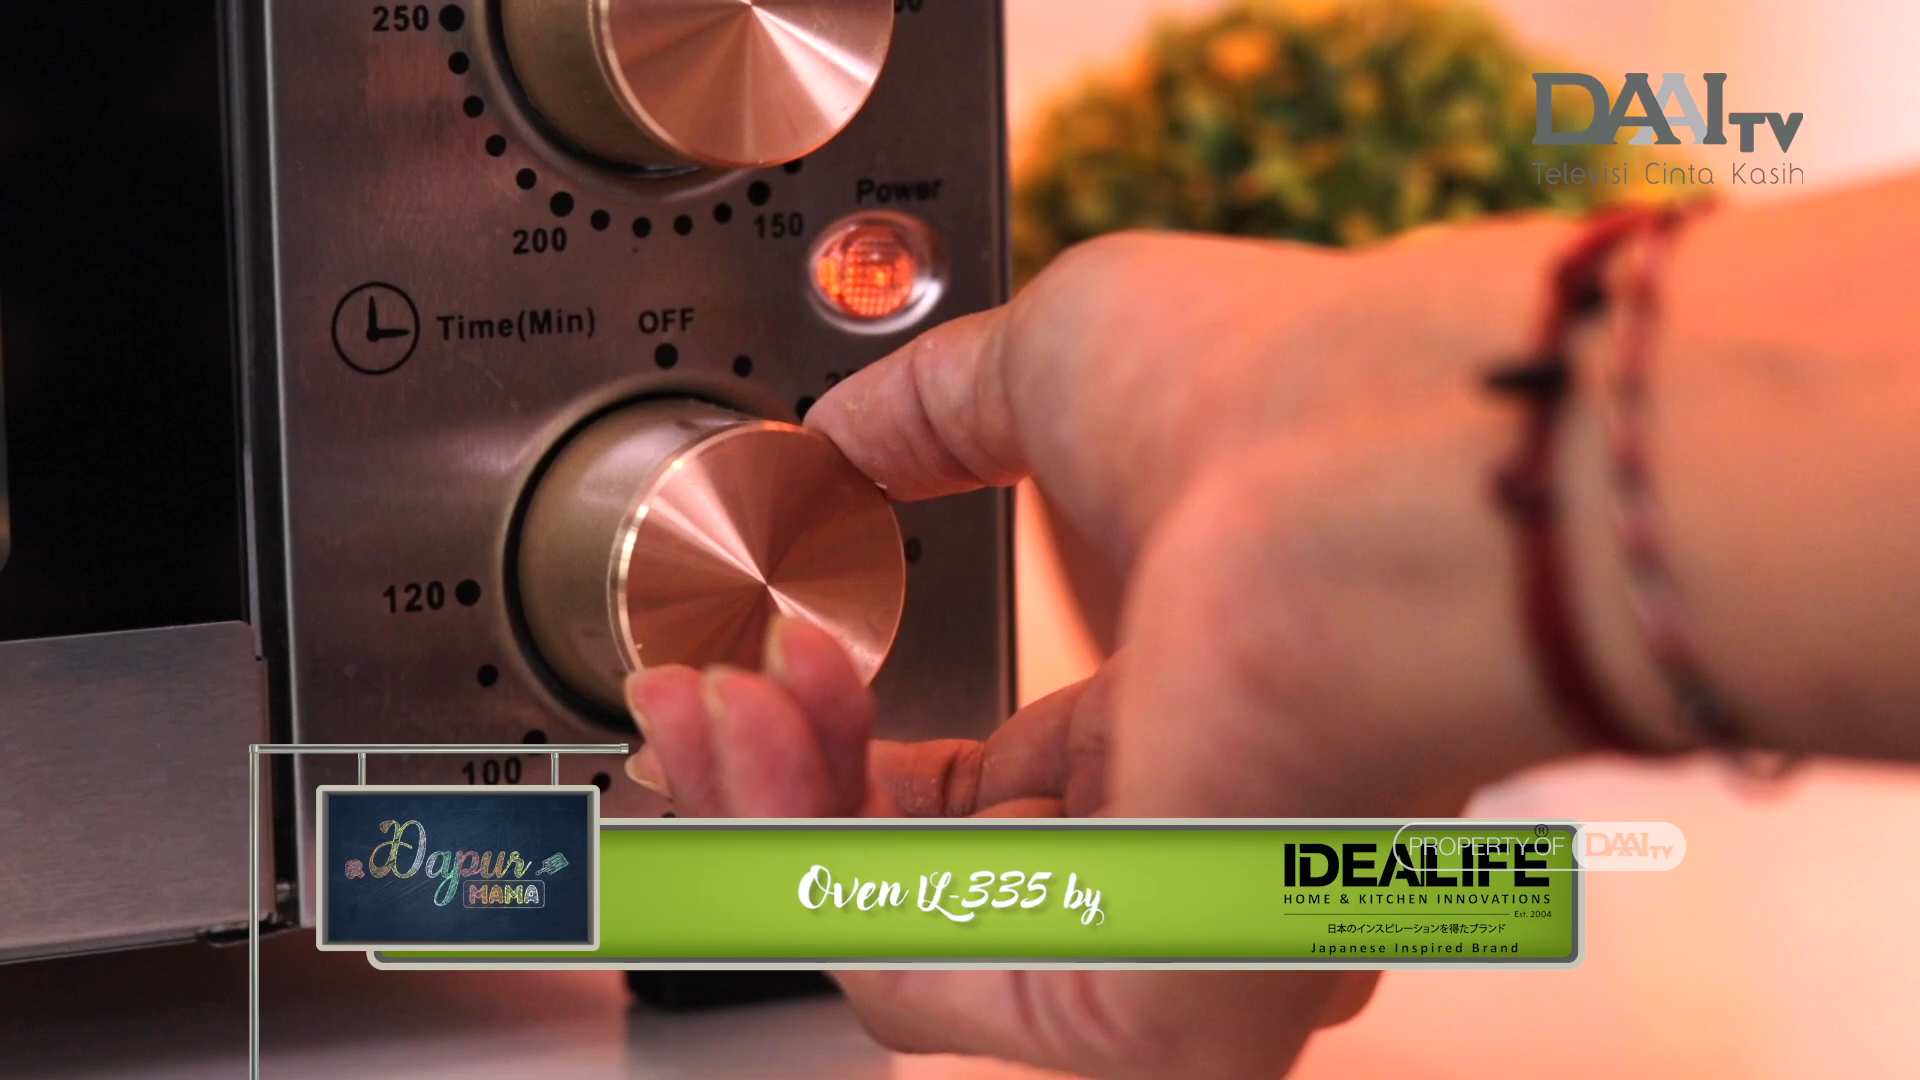 250
200
150
Power
Time(Min)
OFF
120
100
DAAI TV
Televisi Cinta Kasih
Dapur
MAMA
Oven IL-335 by
IDEALIFE®
HOME & KITCHEN INNOVATIONS
Est. 2004
日本のインスピレーションを得たブランド
Japanese Inspired Brand
PROPERTY OF DAAI TV